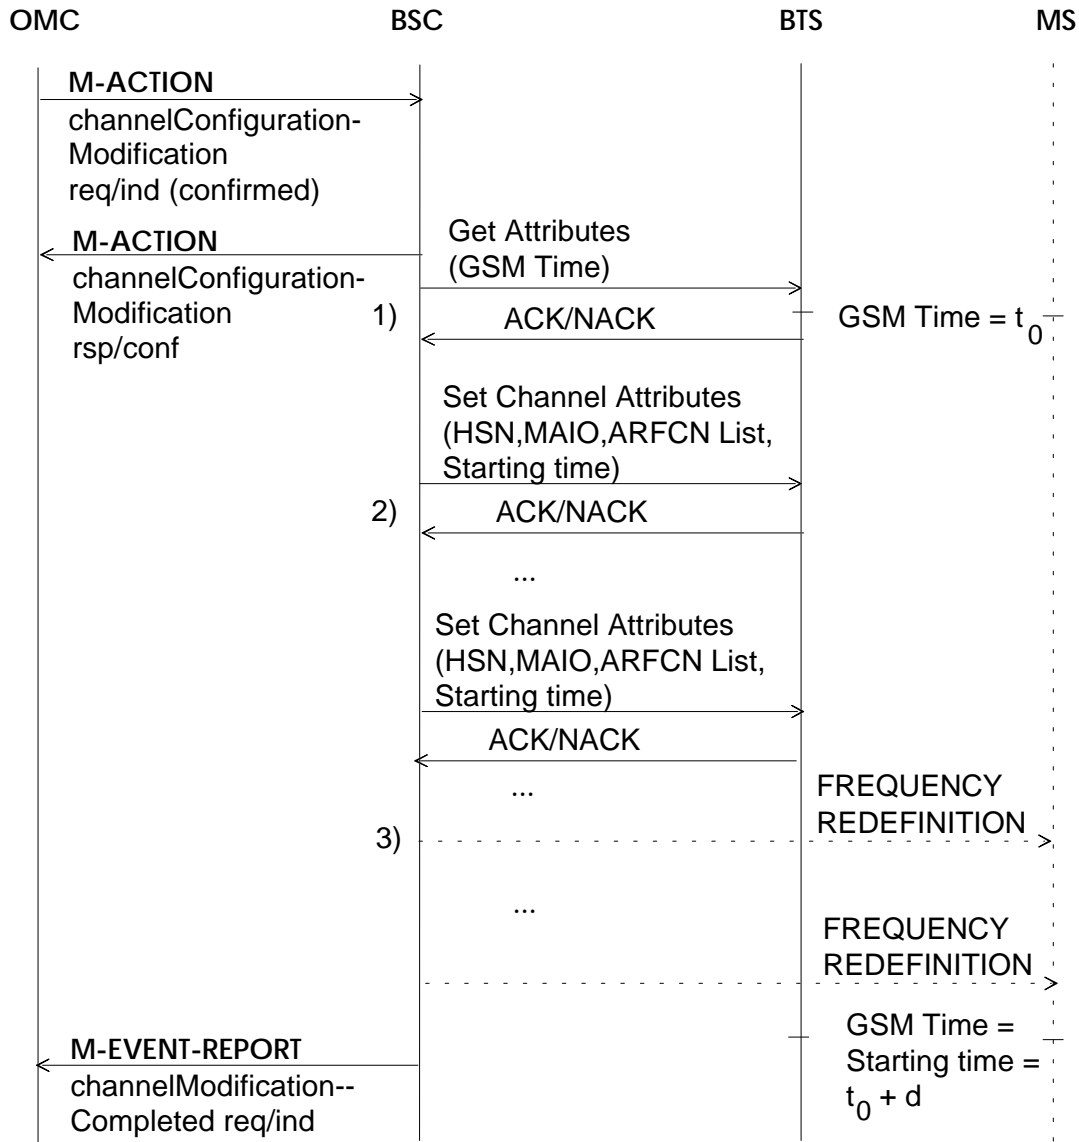 OMC BSC BTS MS
M-ACTION
channelConfiguration-
Modification
req/ind (confirmed)
M-ACTION
channelConfiguration-
Modification
rsp/conf
Get Attributes
(GSM Time)
1)
ACK/NACK
GSM Time = t0
Set Channel Attributes
(HSN,MAIO,ARFCN List,
Starting time)
2)
ACK/NACK
...
Set Channel Attributes
(HSN,MAIO,ARFCN List,
Starting time)
ACK/NACK
...
FREQUENCY
REDEFINITION
3)
...
FREQUENCY
REDEFINITION
GSM Time =
Starting time =
t0 + d
M-EVENT-REPORT
channelModification--
Completed req/ind